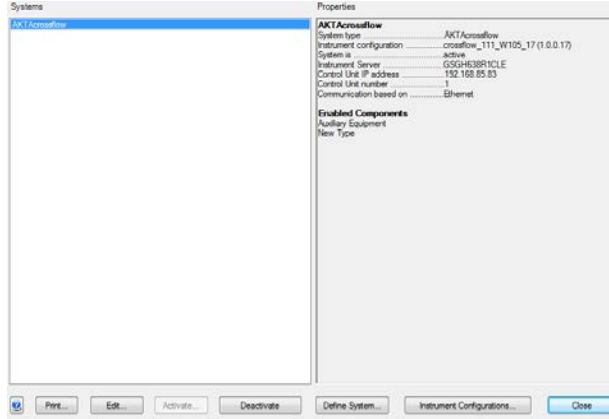 Systems
Properties
AKTAcrossflow
AKTAcrossflow
System type ........ ÄKTAcrossflow
Instrument configuration ........ crossflow_111_W105_17 (1.0.0.17)
System is ........ active
Instrument Server ........ GSGH638R1CLE
Control Unit IP address ........ 192.168.85.83
Control Unit number ........ 1
Communication based on ........ Ethernet
Enabled Components
Auxiliary Equipment
New Type
Print... Edit... Activate... Deactivate Define System... Instrument Configurations... Close